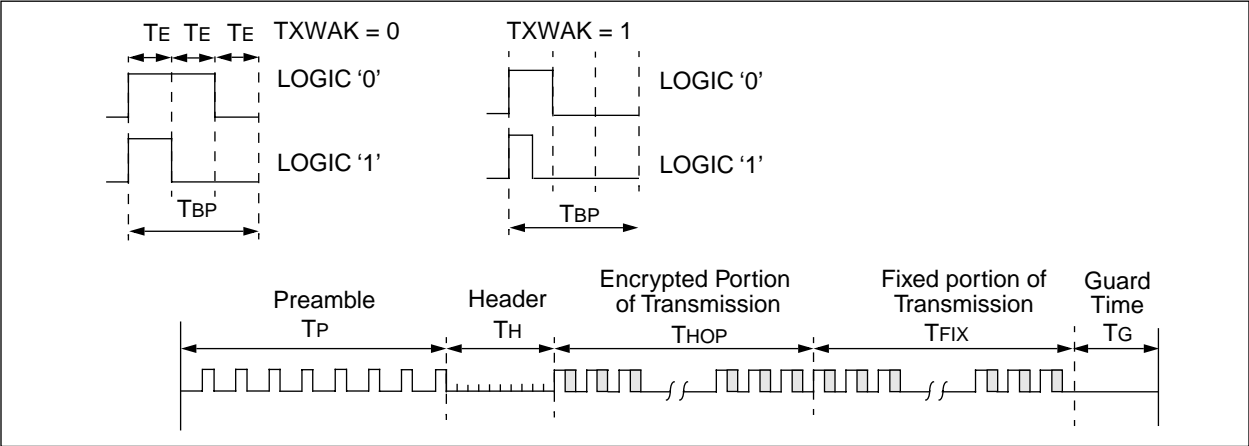 TE TE TE TXWAK = 0 TXWAK = 1
LOGIC ‘0’ LOGIC ‘0’
LOGIC ‘1’ LOGIC ‘1’
TBP TBP
Encrypted Portion Fixed portion of Guard
Preamble Header of Transmission Transmission Time
TP TH THOP TFIX TG